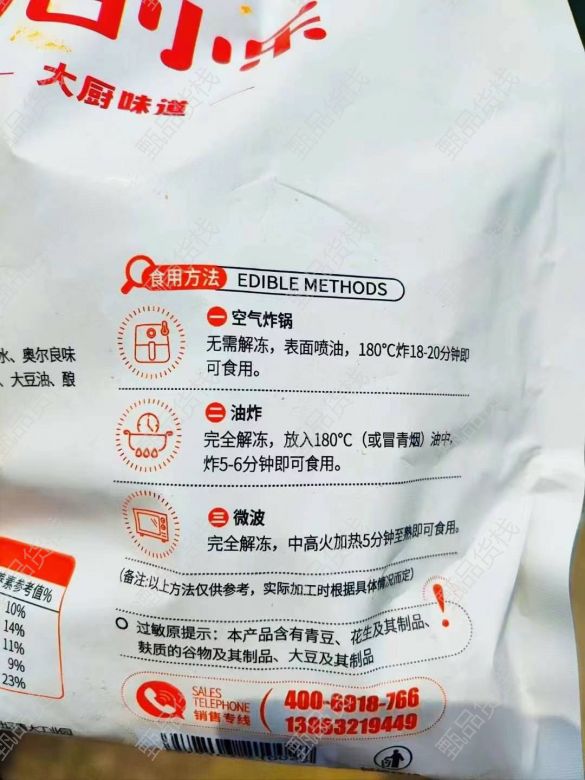 大厨味道
食用方法 EDIBLE METHODS
一 空气炸锅
无需解冻，表面喷油，180℃炸18-20分钟即
可食用。
水、奥尔良味
、大豆油、酿
二 油炸
完全解冻，放入180℃（或冒青烟）油中，
炸5-6分钟即可食用。
三 微波
完全解冻，中高火加热5分钟至熟即可食用。
(备注:以上方法仅供参考，实际加工时根据具体情况而定)
素参考值%
10%
14%
11%
9%
23%
过敏原提示：本产品含有青豆、花生及其制品、
麸质的谷物及其制品、大豆及其制品
SALES
TELEPHONE
销售专线
400-6918-766
13853219449
甄品货栈